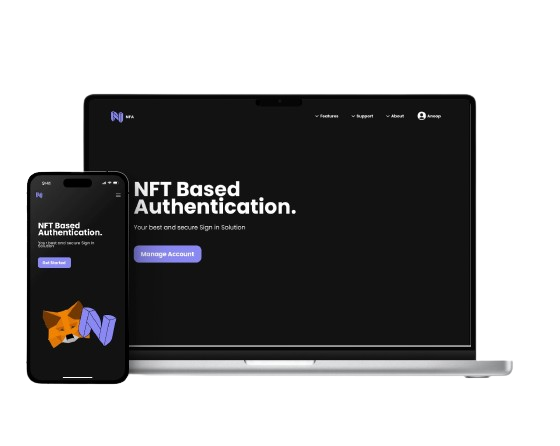 NFA
Features
Support
About
Anoop
NFT Based
Authentication.
Your best and secure Sign in Solution
Manage Account
9:41
NFT Based
Authentication.
Your best and secure Sign in
Solution
Get Started